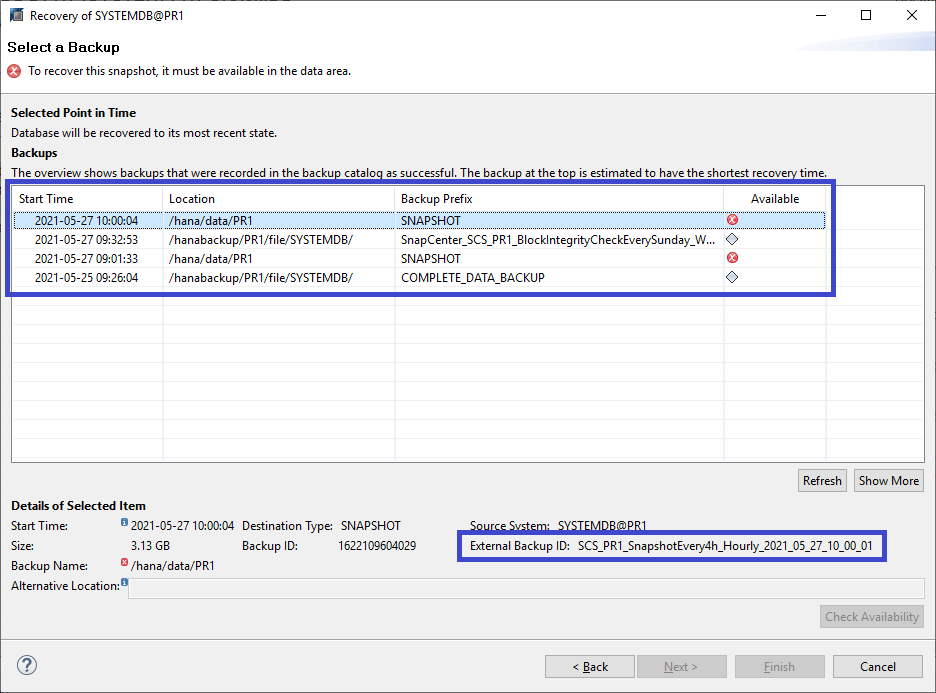 Recovery of SYSTEMDB@PR1
Select a Backup
To recover this snapshot, it must be available in the data area.
Selected Point in Time
Database will be recovered to its most recent state.
Backups
The overview shows backups that were recorded in the backup catalog as successful. The backup at the top is estimated to have the shortest recovery time.
Start Time Location Backup Prefix Available
2021-05-27 10:00:04 /hana/data/PR1 SNAPSHOT
2021-05-27 09:32:53 /hanabackup/PR1/file/SYSTEMDB/ SnapCenter_SCS_PR1_BlockIntegrityCheckEverySunday_W...
2021-05-27 09:01:33 /hana/data/PR1 SNAPSHOT
2021-05-25 09:26:04 /hanabackup/PR1/file/SYSTEMDB/ COMPLETE_DATA_BACKUP
Refresh Show More
Details of Selected Item
Start Time: 2021-05-27 10:00:04 Destination Type: SNAPSHOT Source System: SYSTEMDB@PR1
Size: 3.13 GB Backup ID: 1622109604029 External Backup ID: SCS_PR1_SnapshotEvery4h_Hourly_2021_05_27_10_00_01
Backup Name: /hana/data/PR1
Alternative Location:
Check Availability
? < Back Next > Finish Cancel